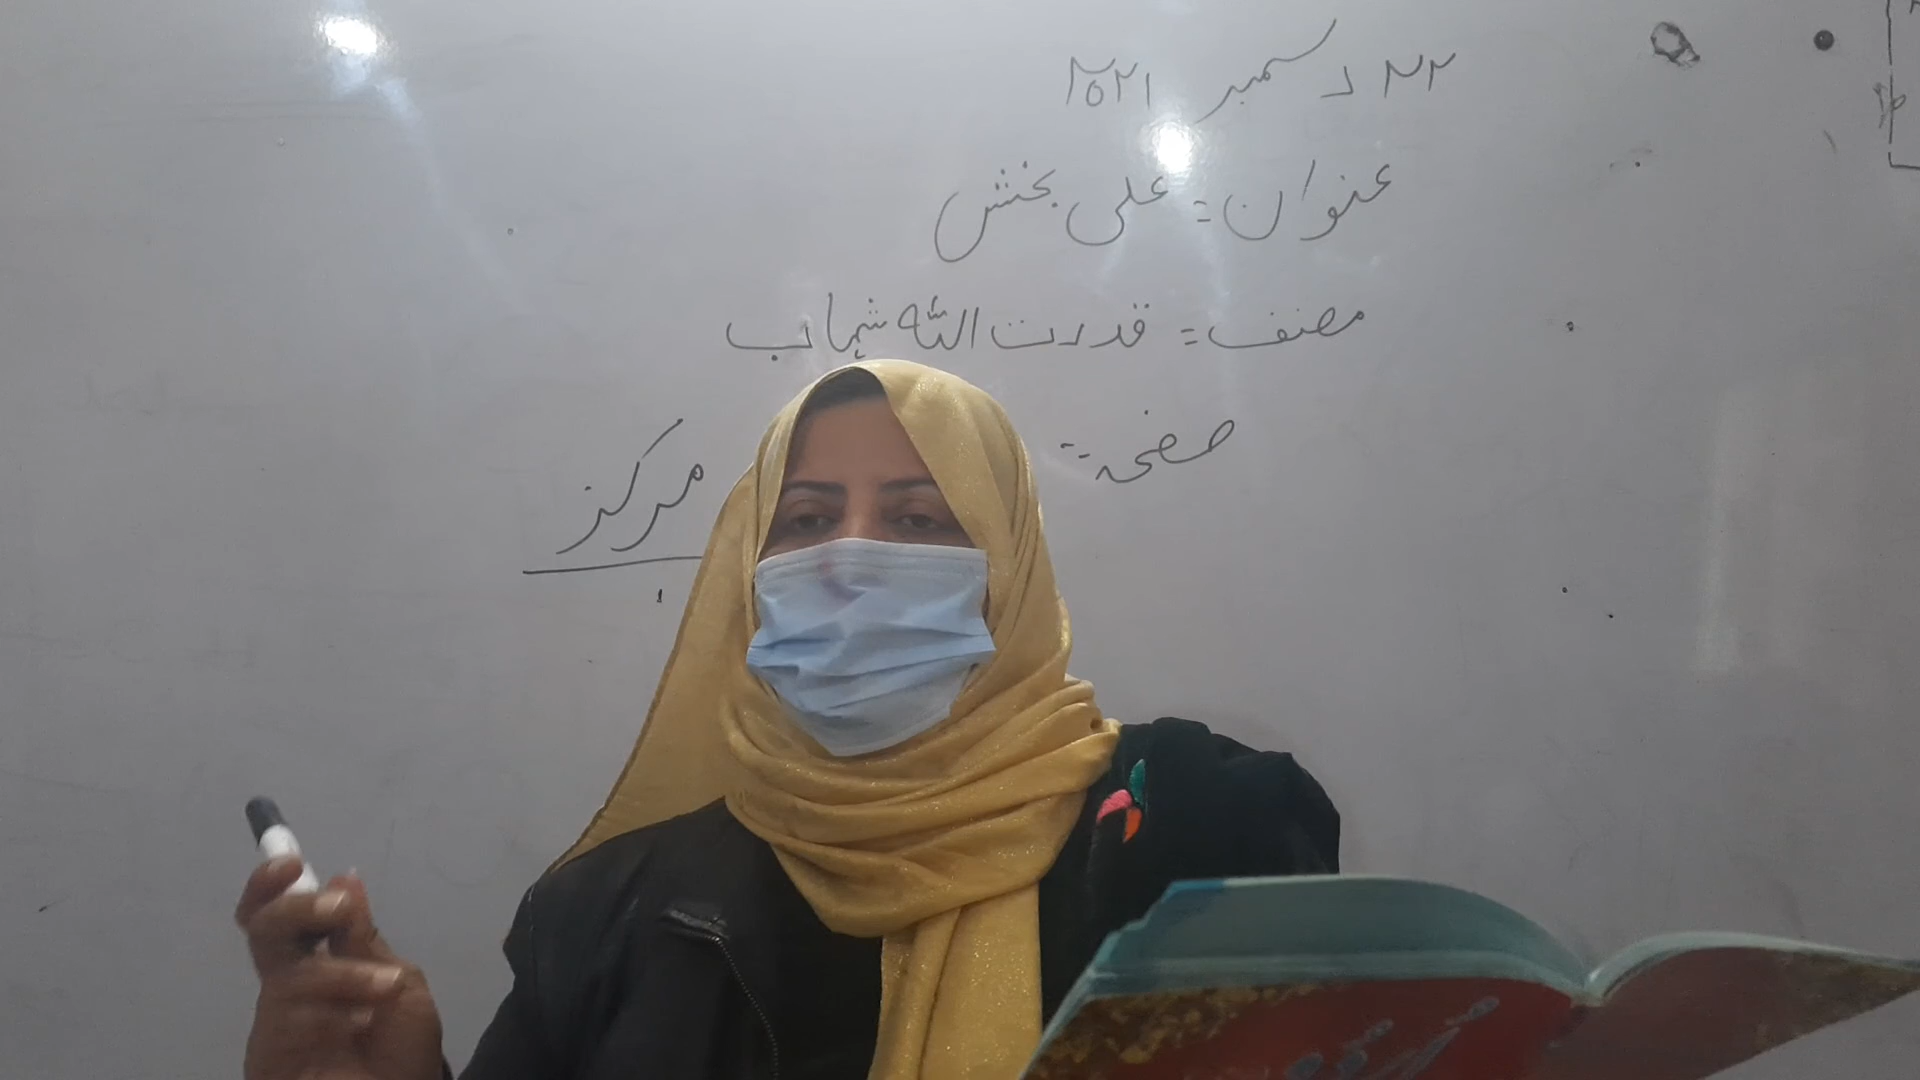 ۲۲ دسمبر ۲۰۲۱
عنوان = علی بخش
مصنف = قدرت اللہ شہاب
صفحہ =
مرکز